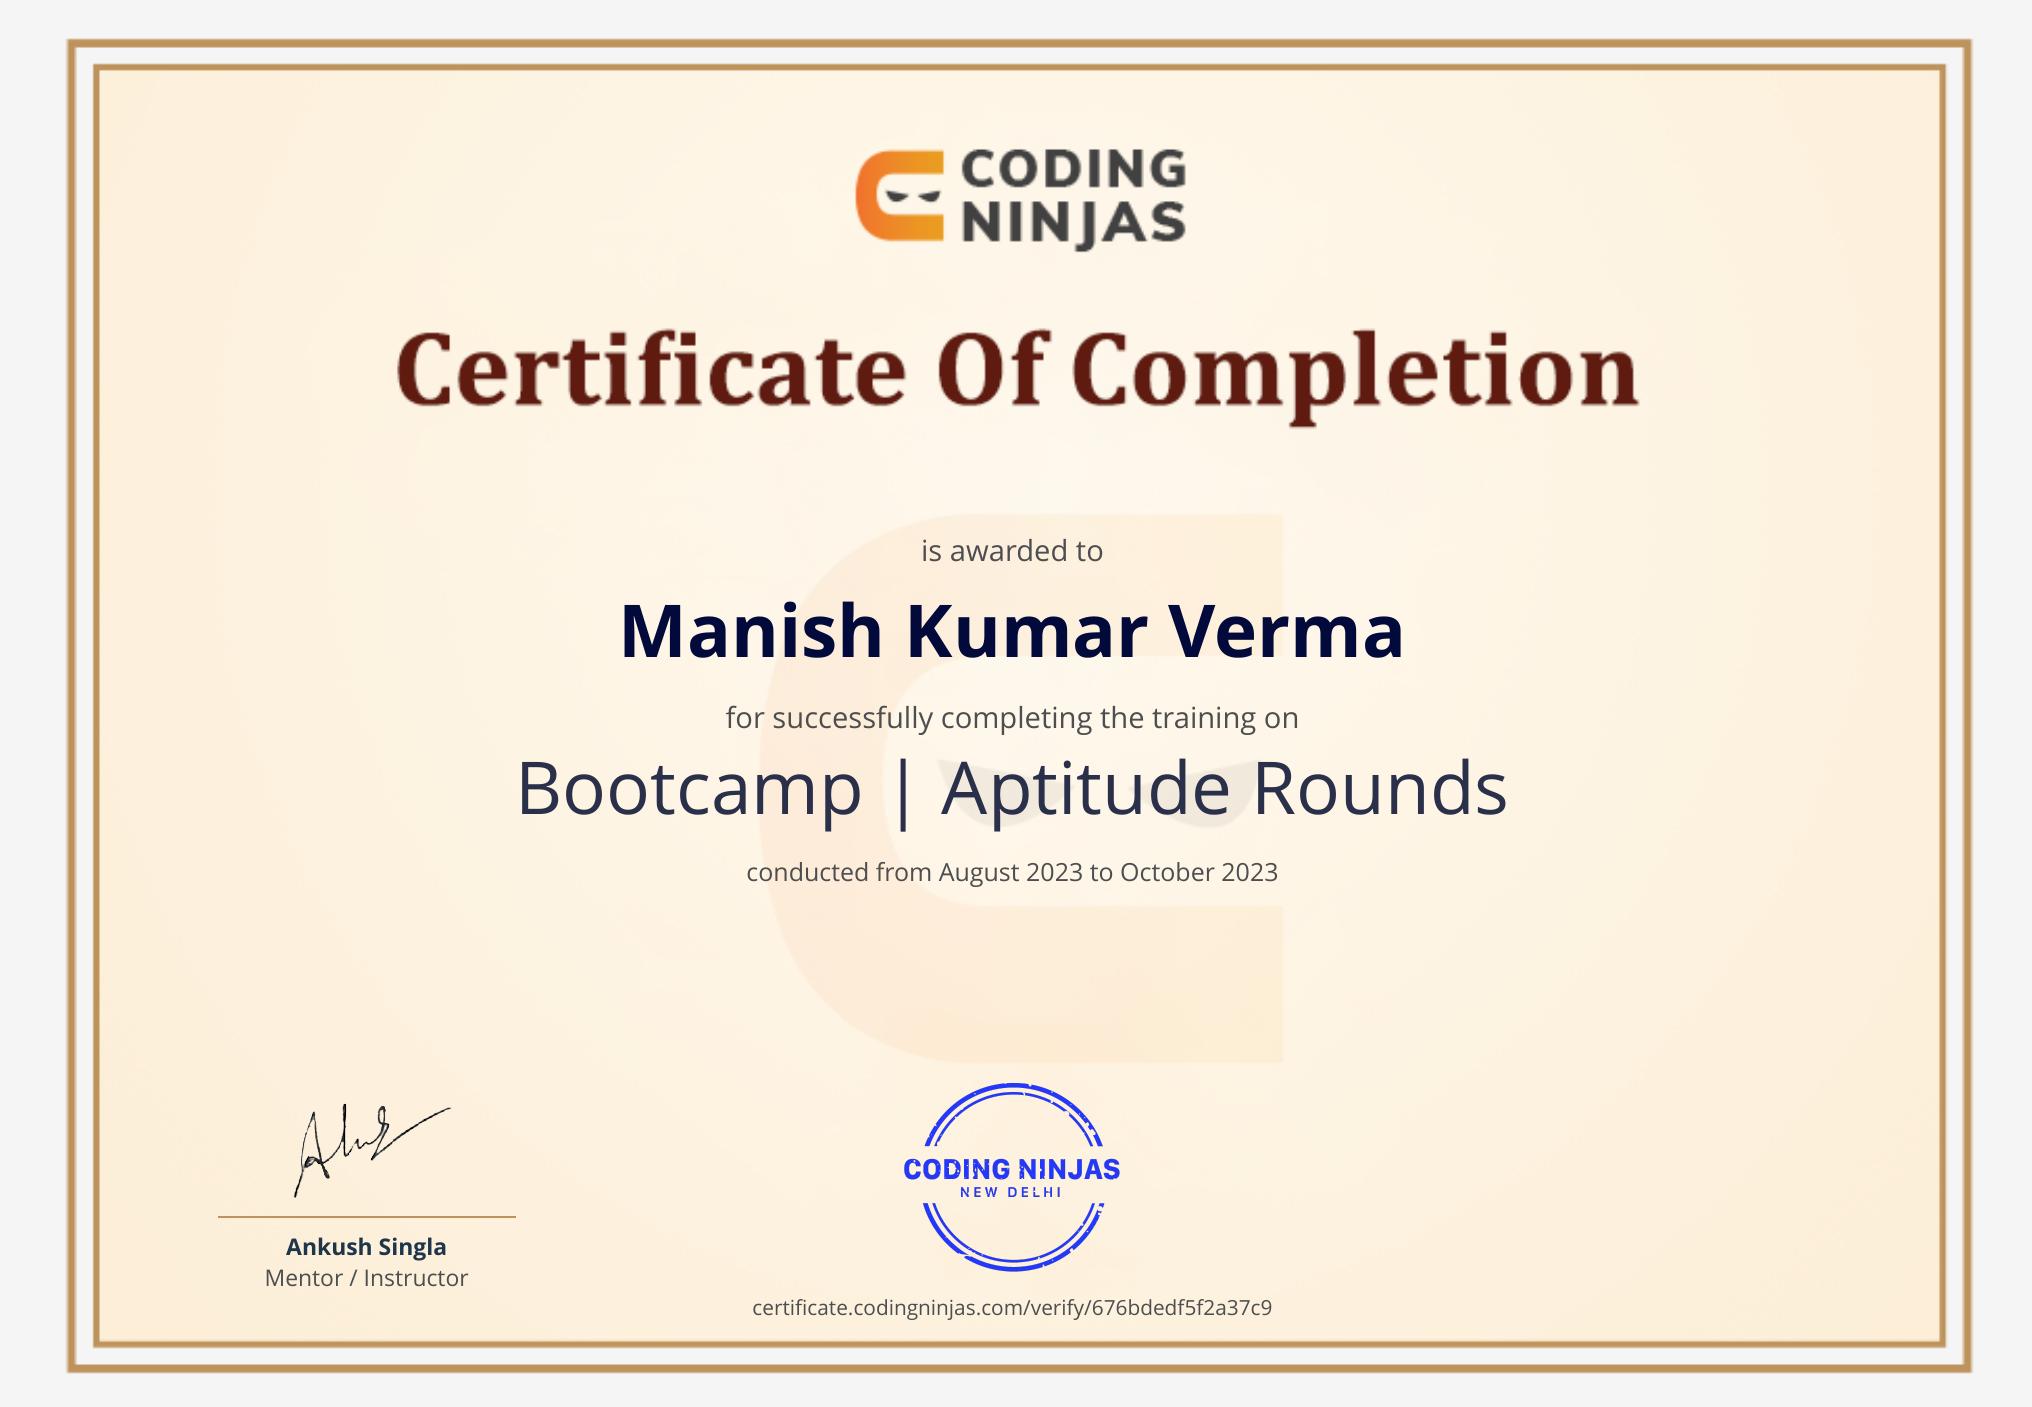 CODING
NINJAS
Certificate Of Completion
is awarded to
Manish Kumar Verma
for successfully completing the training on
Bootcamp | Aptitude Rounds
conducted from August 2023 to October 2023
CODING NINJAS
NEW DELHI
Ankush Singla
Mentor / Instructor
certificate.codingninjas.com/verify/676bdedf5f2a37c9